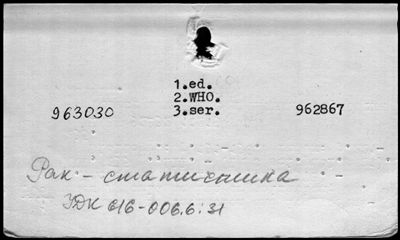 1.ed.
2.WHO.
963030 3.ser. 962867
Рак - статистика
УДК 616-006.6:31